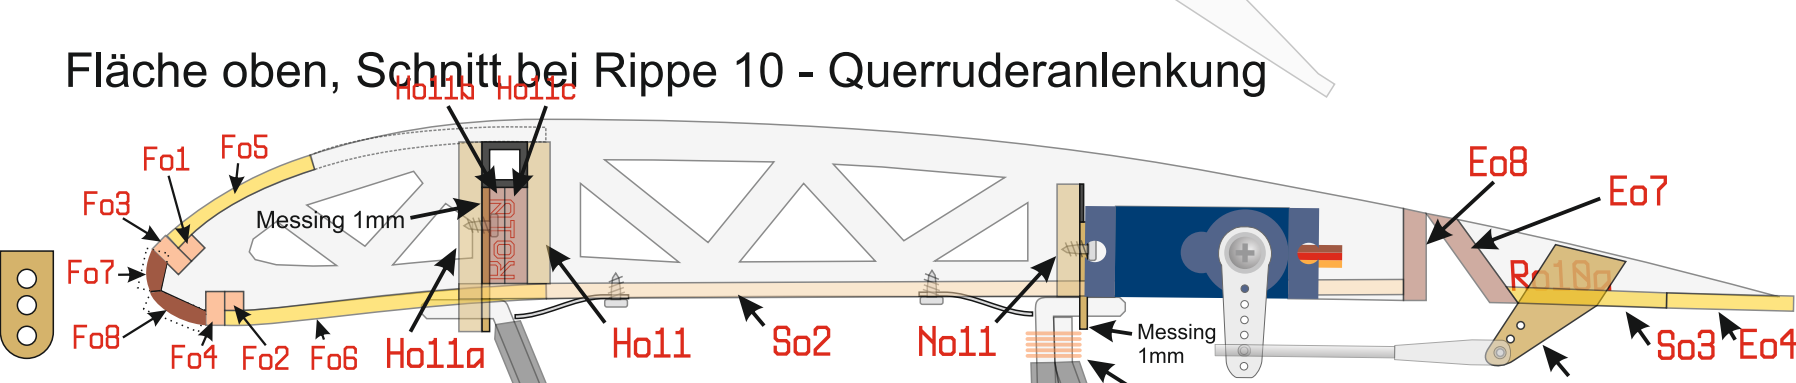 Fläche oben, Schnitt bei Rippe 10 - Querruderanlenkung
Ho11b Ho11c
Fo5
Fo1
Eo8
Eo7
Fo3
Messing 1mm
Ro10
Fo7
Ro10a
Fo8
Fo4 Fo2 Fo6 Ho11a Ho11 So2 No11
Messing
1mm
So3 Eo4